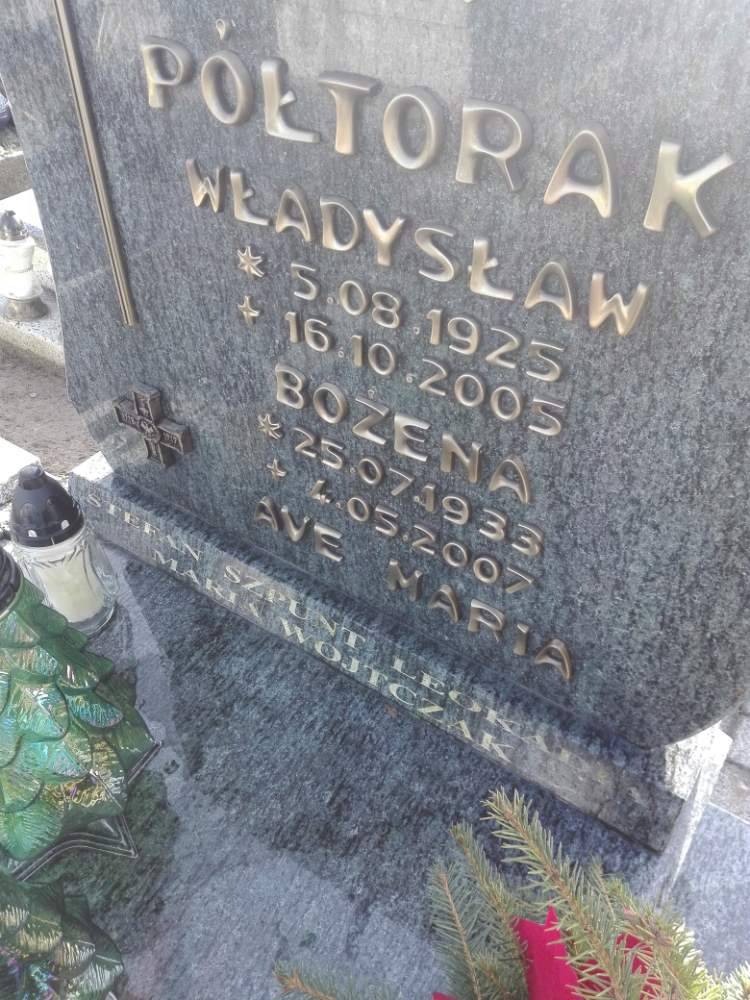 PÓŁTORAK
WŁADYSŁAW
* 5.08.1925
+ 16.10.2005
BOŻENA
* 25.07.1933
+ 4.05.2007
AVE MARIA
STEFAN SZPUNT LEOKAD
MARIA WOJTCZAK